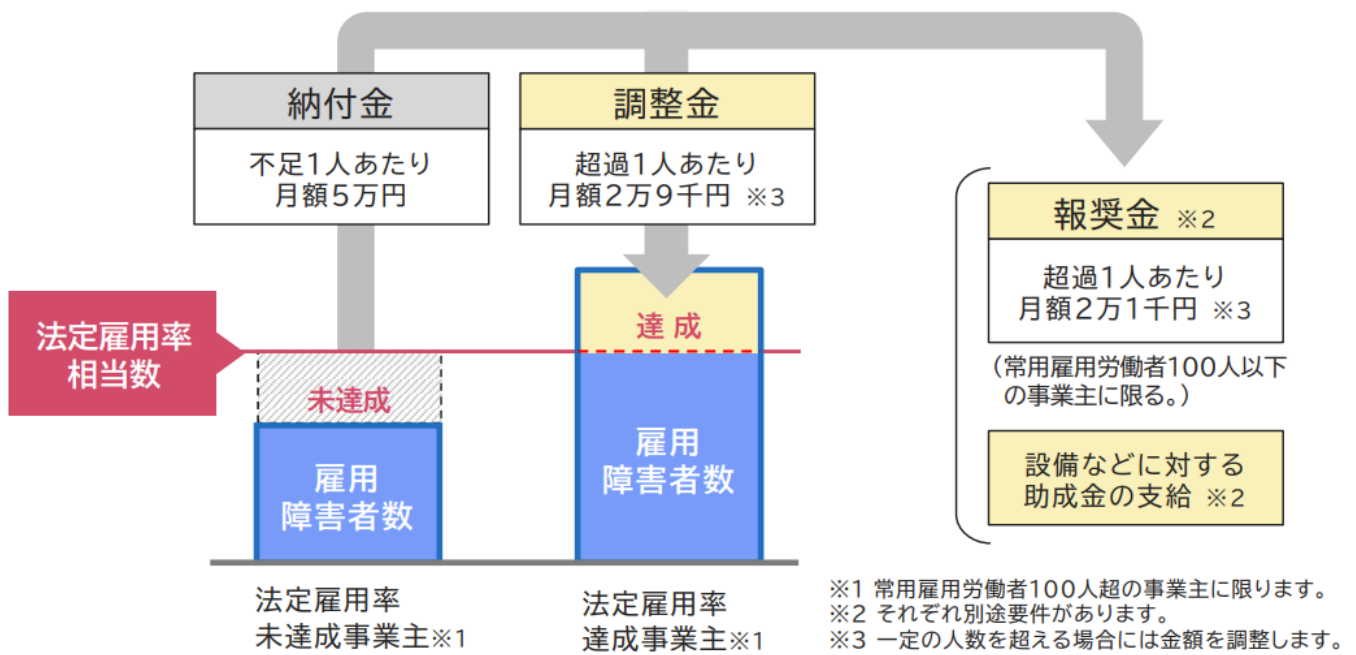 納付金
不足1人あたり
月額5万円
調整金
超過1人あたり
月額2万9千円 ※3
報奨金 ※2
超過1人あたり
月額2万1千円 ※3
(常用雇用労働者100人以下
の事業主に限る。)
設備などに対する
助成金の支給 ※2
法定雇用率
相当数
未達成
雇用
障害者数
達成
雇用
障害者数
法定雇用率
未達成事業主※1
法定雇用率
達成事業主※1
※1 常用雇用労働者100人超の事業主に限ります。
※2 それぞれ別途要件があります。
※3 一定の人数を超える場合には金額を調整します。